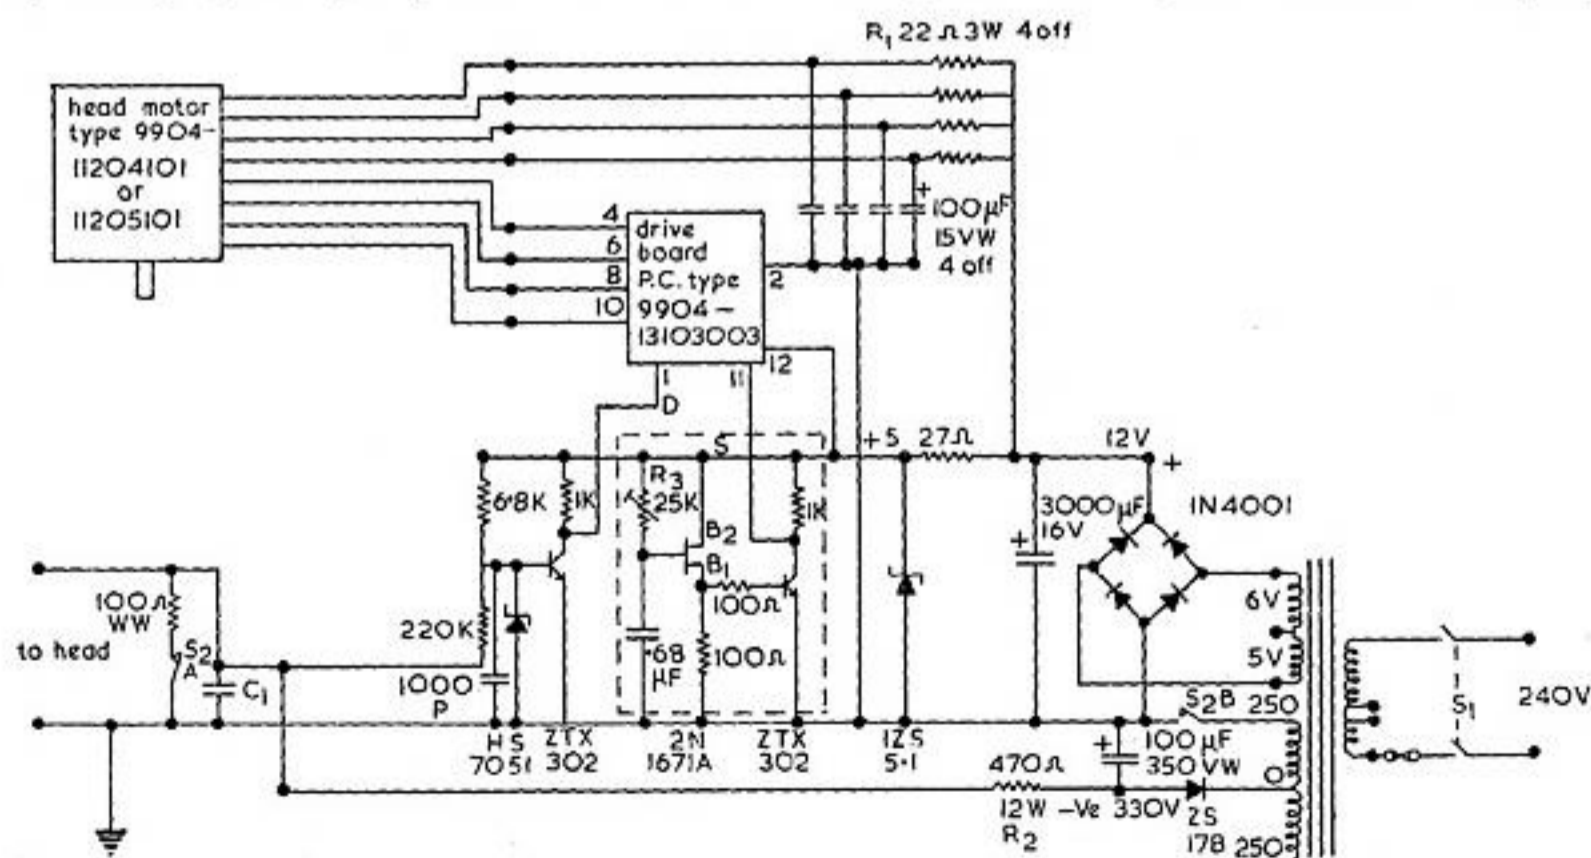 R1 22Ω 3W 4 off
head motor
type 9904-
11204101
or
11205101
4
6
8
10
drive
board
P.C. type
9904-
13103003
2
12
1
11
D
+
100µF
15VW
4 off
S
+5
27Ω
12V
+
6·8K
1K
R3
25K
B2
B1
1K
3000µF
16V
+
1N4001
100Ω
WW
to head
S2
A
C1
220K
1000
P
·68
µF
100Ω
100Ω
6V
5V
S2B
250
S1
240V
HS
7051
ZTX
302
2N
1671A
ZTX
302
1ZS
5·1
470Ω
12W
R2
+
100µF
350VW
-Ve 330V
ZS
178
0
250